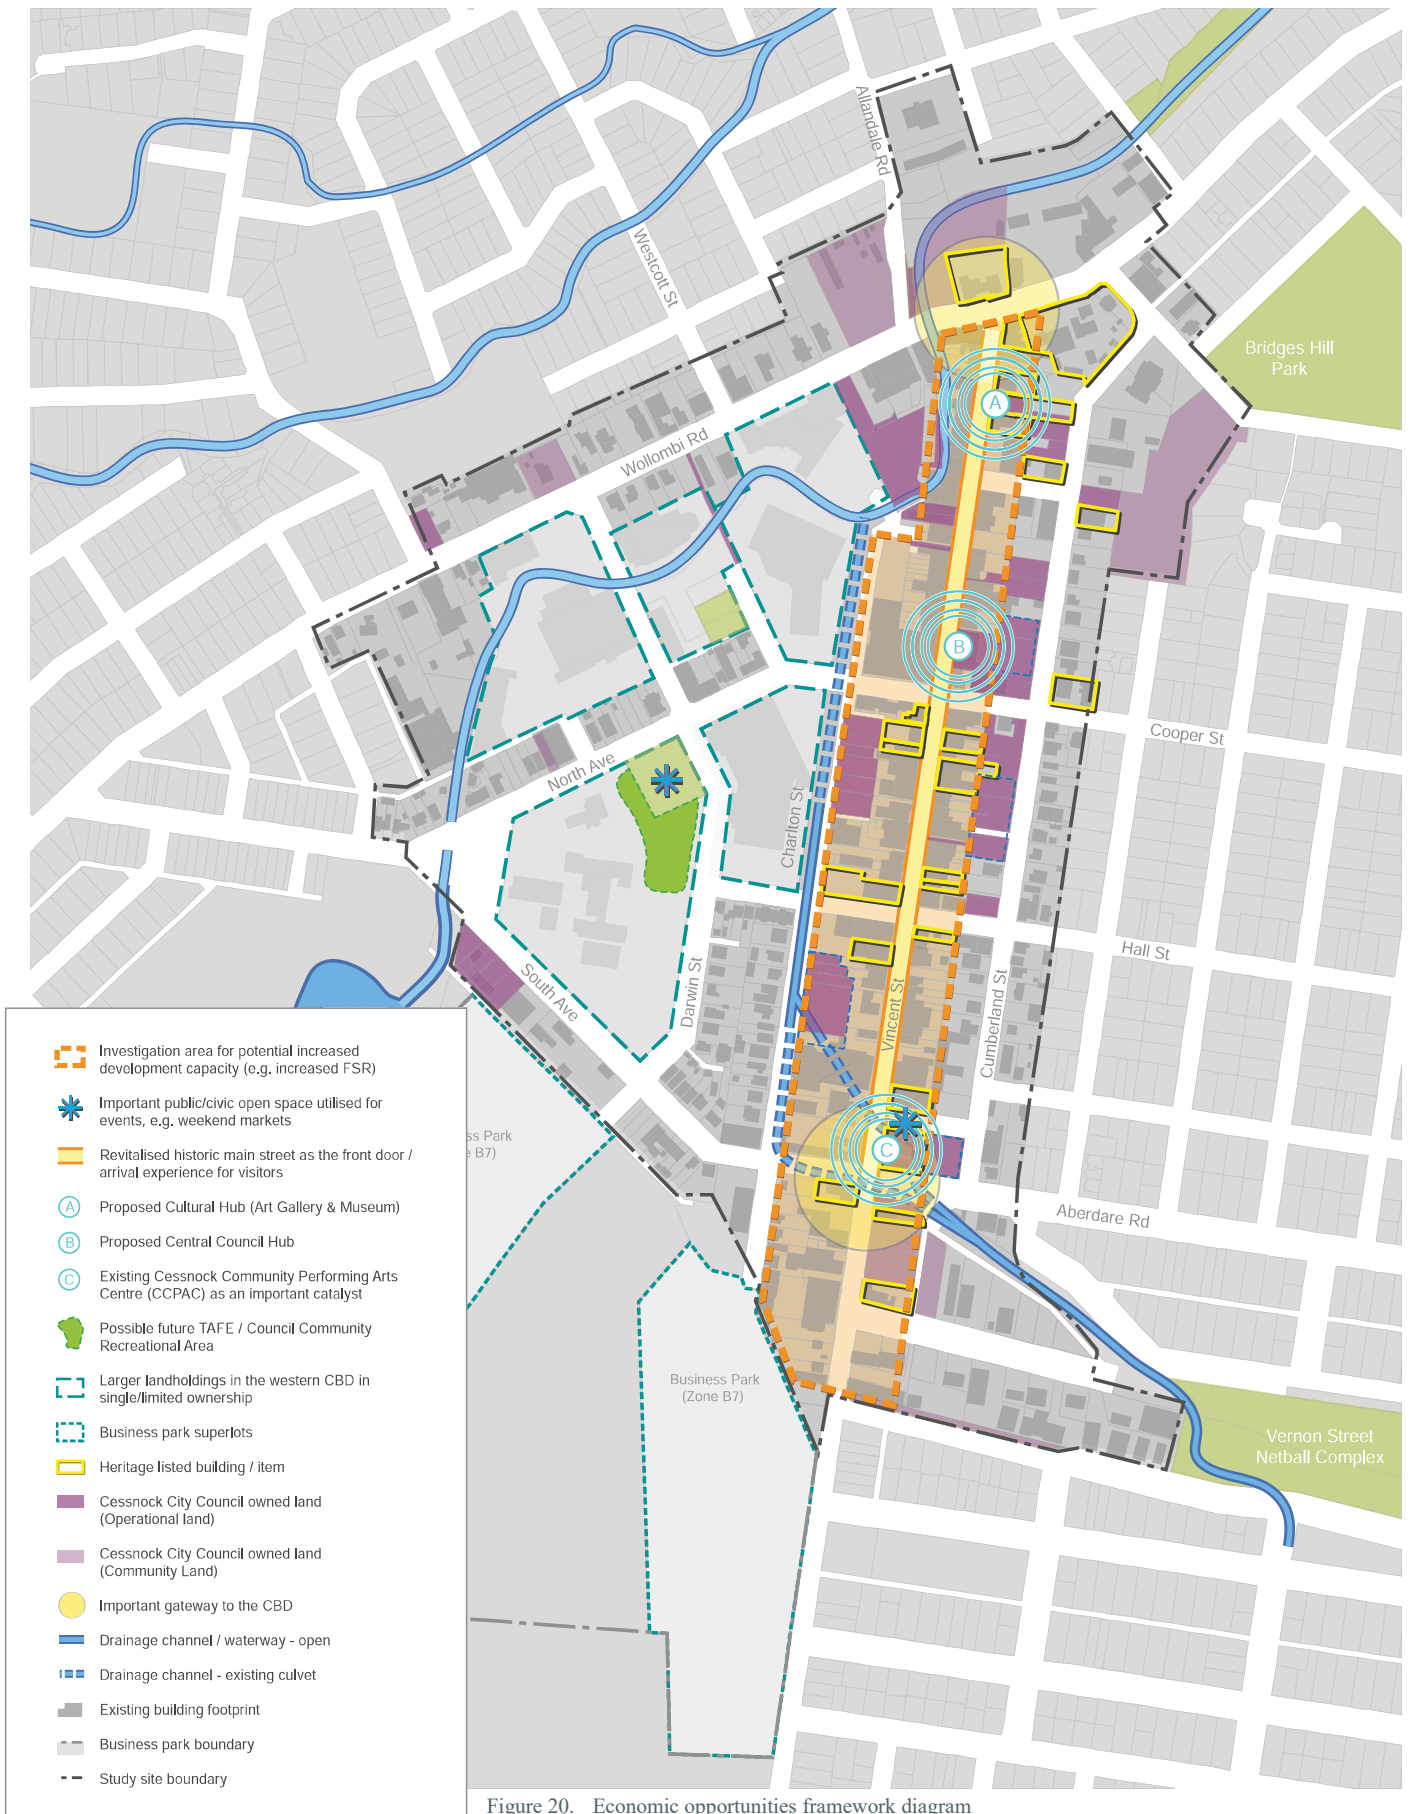 Allandale Rd
Westcott St
Bridges Hill
Park
A
Wollombi Rd
B
Cooper St
North Ave
Charlton St
Hall St
South Ave
Darwin St
Vincent St
Cumberland St
C
Aberdare Rd
ss Park
B7)
Business Park
(Zone B7)
Vernon Street
Netball Complex
Investigation area for potential increased
development capacity (e.g. increased FSR)
Important public/civic open space utilised for
events, e.g. weekend markets
Revitalised historic main street as the front door /
arrival experience for visitors
A Proposed Cultural Hub (Art Gallery & Museum)
B Proposed Central Council Hub
C Existing Cessnock Community Performing Arts
Centre (CCPAC) as an important catalyst
Possible future TAFE / Council Community
Recreational Area
Larger landholdings in the western CBD in
single/limited ownership
Business park superlots
Heritage listed building / item
Cessnock City Council owned land
(Operational land)
Cessnock City Council owned land
(Community Land)
Important gateway to the CBD
Drainage channel / waterway - open
Drainage channel - existing culvet
Existing building footprint
Business park boundary
Study site boundary
Figure 20. Economic opportunities framework diagram